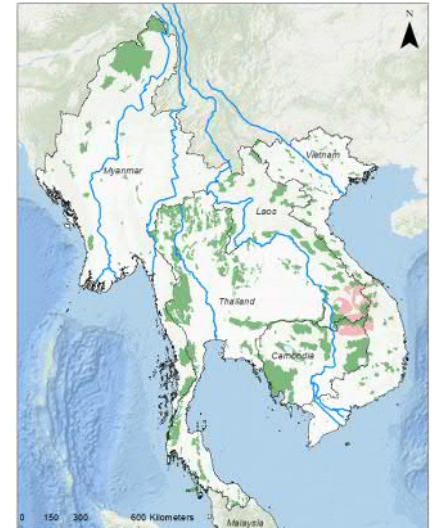 N
Myanmar
Vietnam
Laos
Thailand
Cambodia
Malaysia
0 150 300 600 Kilometers